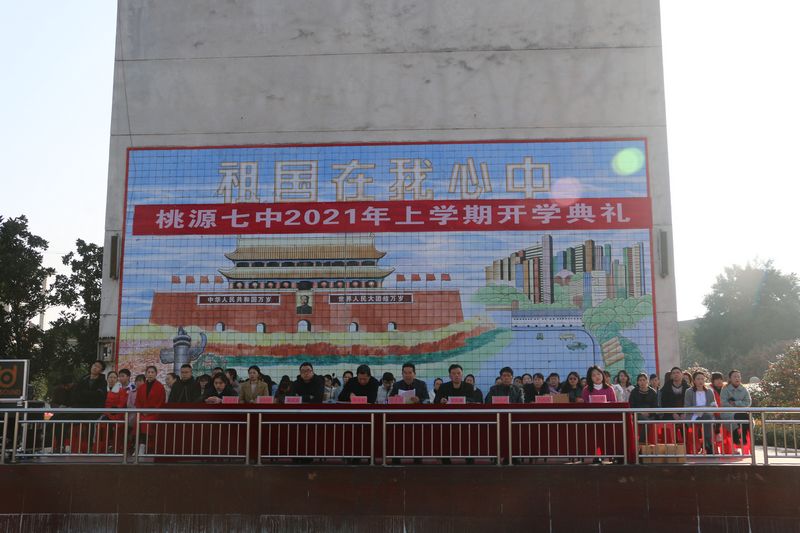 祖国在我心中
桃源七中2021年上学期开学典礼
中华人民共和国万岁
世界人民大团结万岁